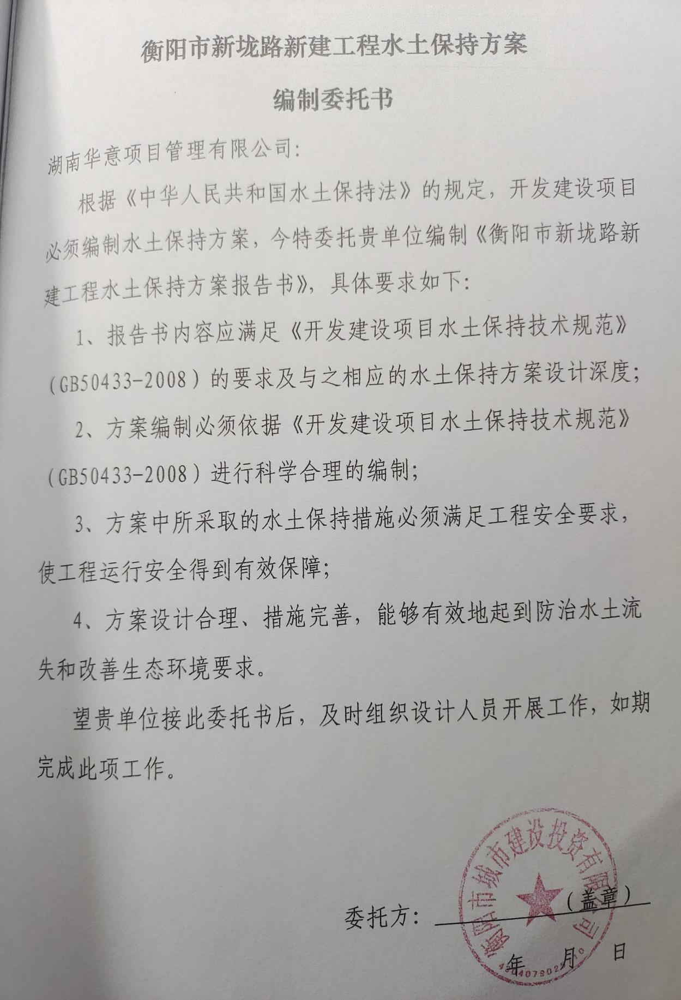 衡阳市新垅路新建工程水土保持方案
编制委托书
湖南华意项目管理有限公司：
根据《中华人民共和国水土保持法》的规定，开发建设项目
必须编制水土保持方案，今特委托贵单位编制《衡阳市新垅路新
建工程水土保持方案报告书》，具体要求如下：
1、报告书内容应满足《开发建设项目水土保持技术规范》
（GB50433-2008）的要求及与之相应的水土保持方案设计深度；
2、方案编制必须依据《开发建设项目水土保持技术规范》
（GB50433-2008）进行科学合理的编制；
3、方案中所采取的水土保持措施必须满足工程安全要求，
使工程运行安全得到有效保障；
4、方案设计合理、措施完善，能够有效地起到防治水土流
失和改善生态环境要求。
望贵单位接此委托书后，及时组织设计人员开展工作，如期
完成此项工作。
衡阳市城市建设投资有限公司
委托方：（盖章）
年 月 日